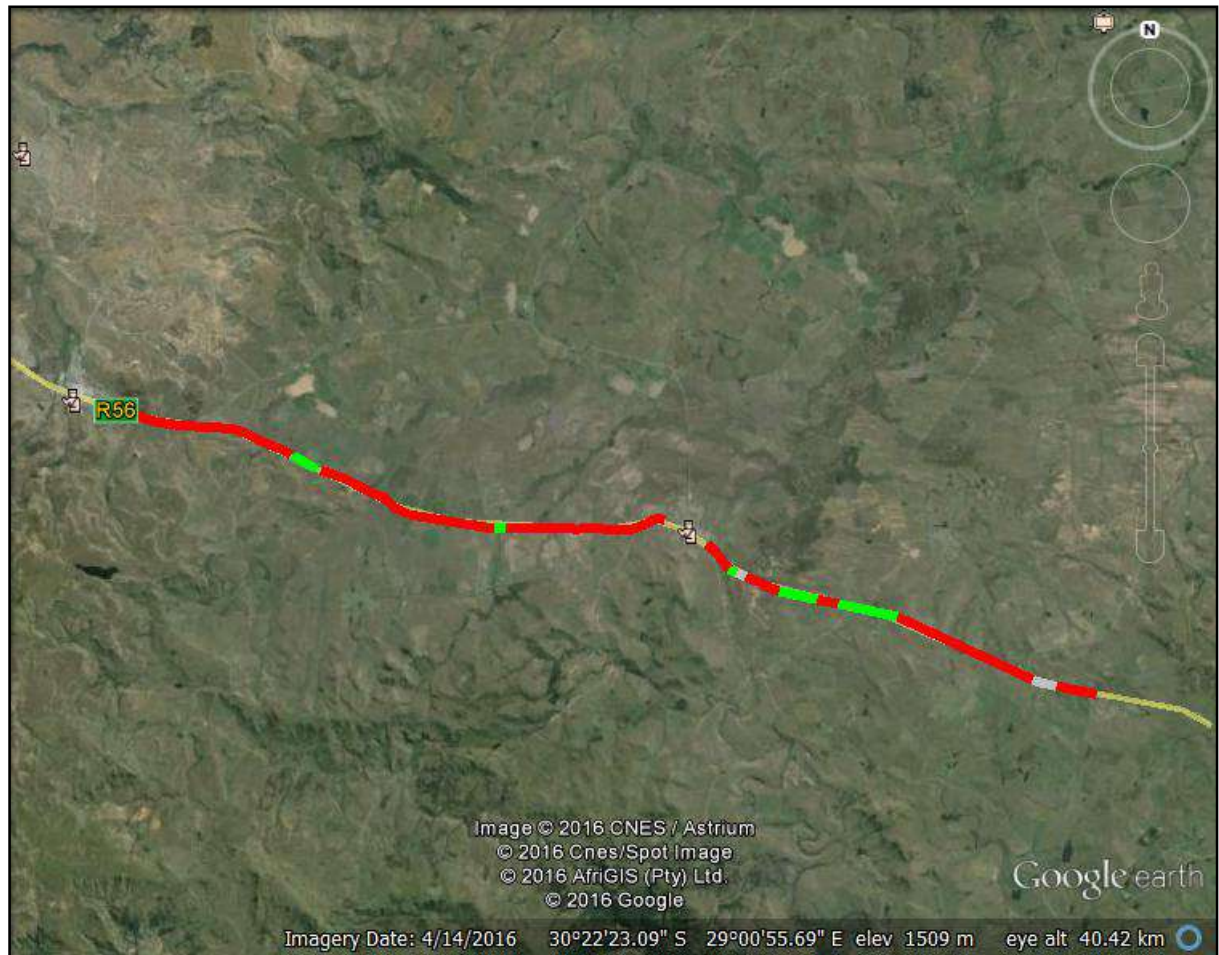 N
R56
Image © 2016 CNES / Astrium
© 2016 Cnes/Spot Image
© 2016 AfriGIS (Pty) Ltd.
© 2016 Google
Google earth
Imagery Date: 4/14/2016 30°22'23.09" S 29°00'55.69" E elev 1509 m eye alt 40.42 km